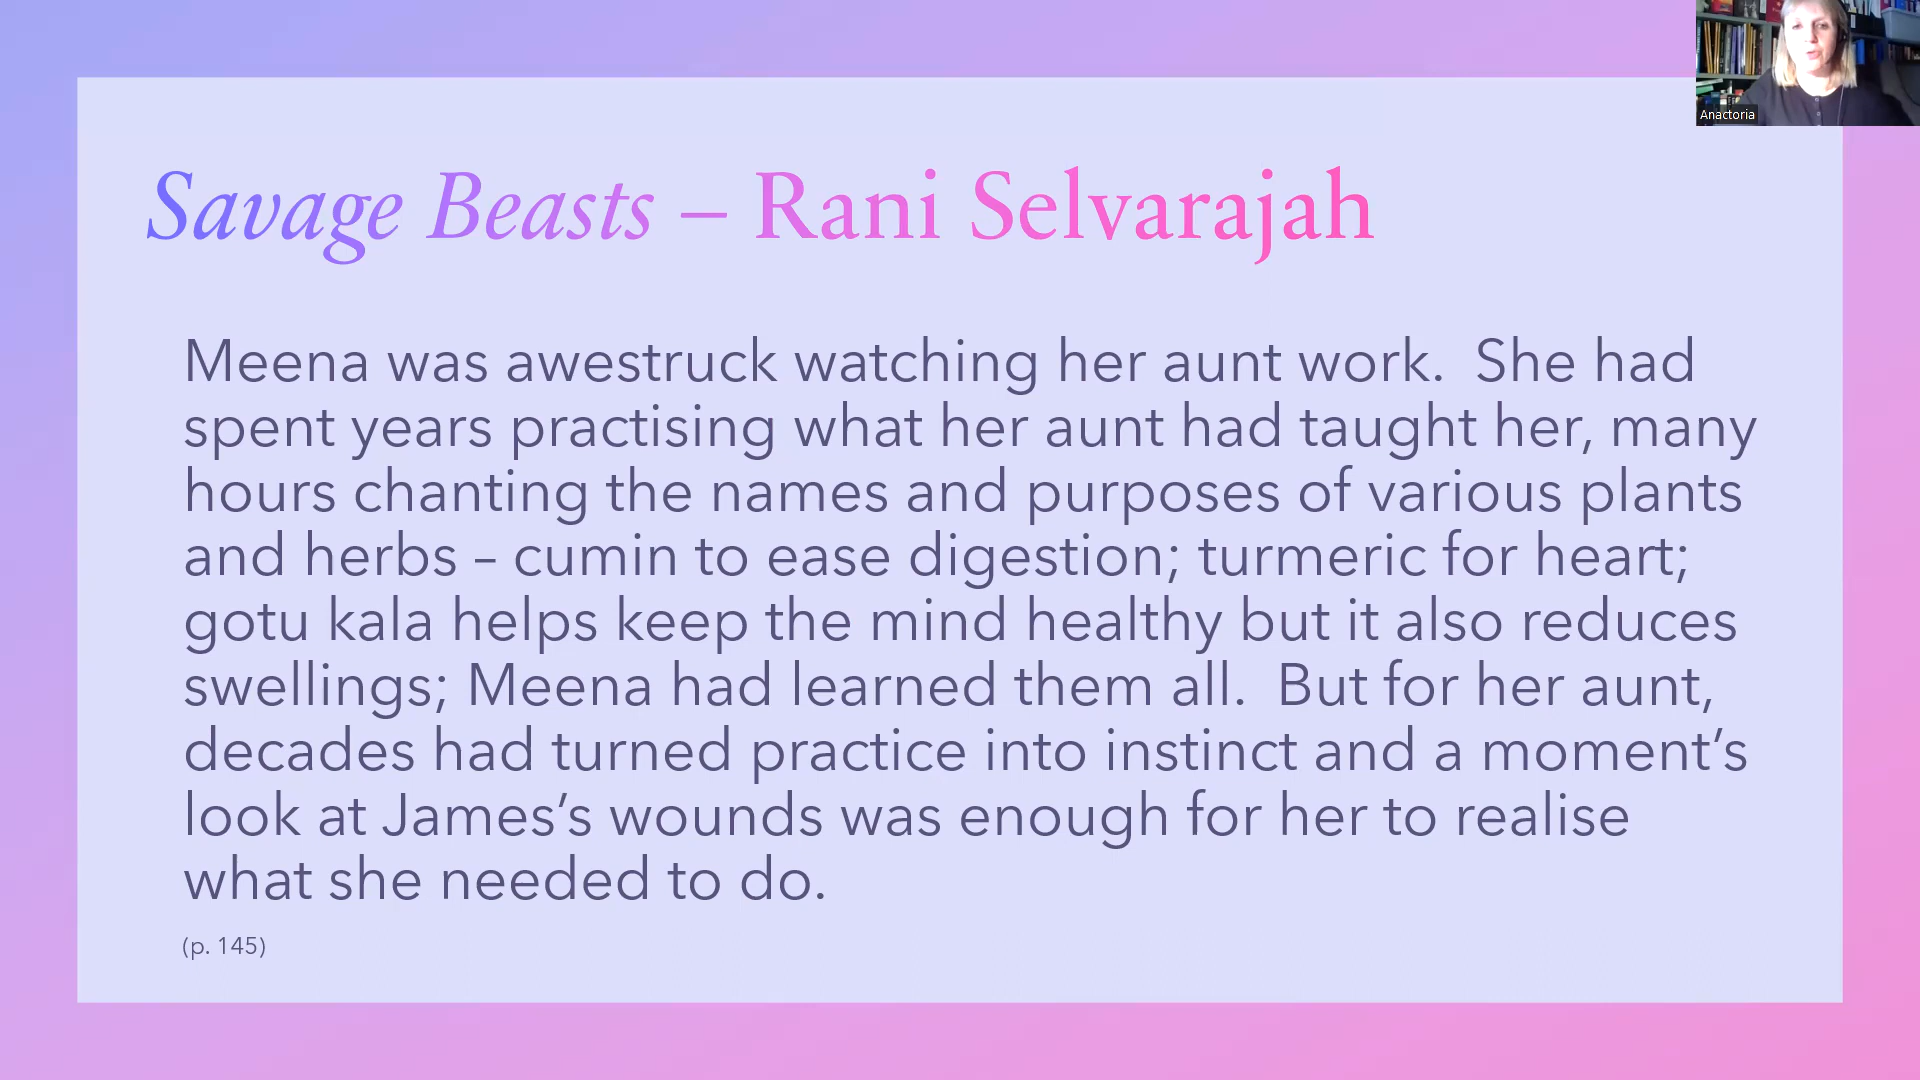 Anactoria
Savage Beasts – Rani Selvarajah
Meena was awestruck watching her aunt work.  She had
spent years practising what her aunt had taught her, many
hours chanting the names and purposes of various plants
and herbs – cumin to ease digestion; turmeric for heart;
gotu kala helps keep the mind healthy but it also reduces
swellings; Meena had learned them all.  But for her aunt,
decades had turned practice into instinct and a moment’s
look at James’s wounds was enough for her to realise
what she needed to do.
(p. 145)